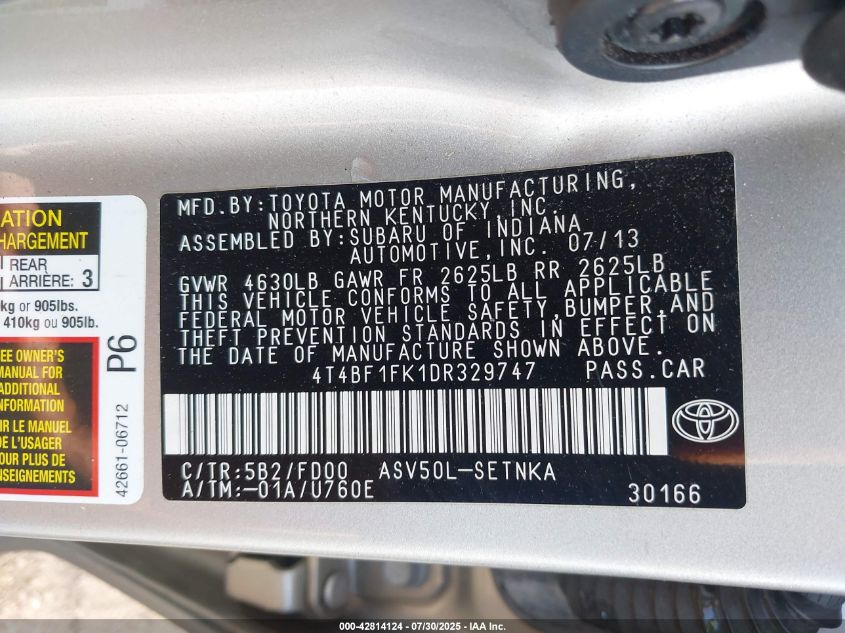 ATION
HARGEMENT
REAR
ARRIÈRE: 3
kg or 905lbs.
410kg ou 905lb.
EE OWNER'S
MANUAL FOR
ADDITIONAL
INFORMATION
IR LE MANUEL
DE L'USAGER
POUR PLUS DE
ENSEIGNEMENTS
P6
42661-06712
MFD.BY:TOYOTA MOTOR MANUFACTURING,
NORTHERN KENTUCKY,INC.
ASSEMBLED BY:SUBARU OF INDIANA
AUTOMOTIVE,INC. 07/13
GVWR 4630LB GAWR FR 2625LB RR 2625LB
THIS VEHICLE CONFORMS TO ALL APPLICABLE
FEDERAL MOTOR VEHICLE SAFETY,BUMPER,AND
THEFT PREVENTION STANDARDS IN EFFECT ON
THE DATE OF MANUFACTURE SHOWN ABOVE.
4T4BF1FK1DR329747 PASS.CAR
C/TR:5B2/FD00 ASV50L-SETNKA
A/TM:-01A/U760E
30166
000-42814124 - 07/30/2025 - IAA Inc.